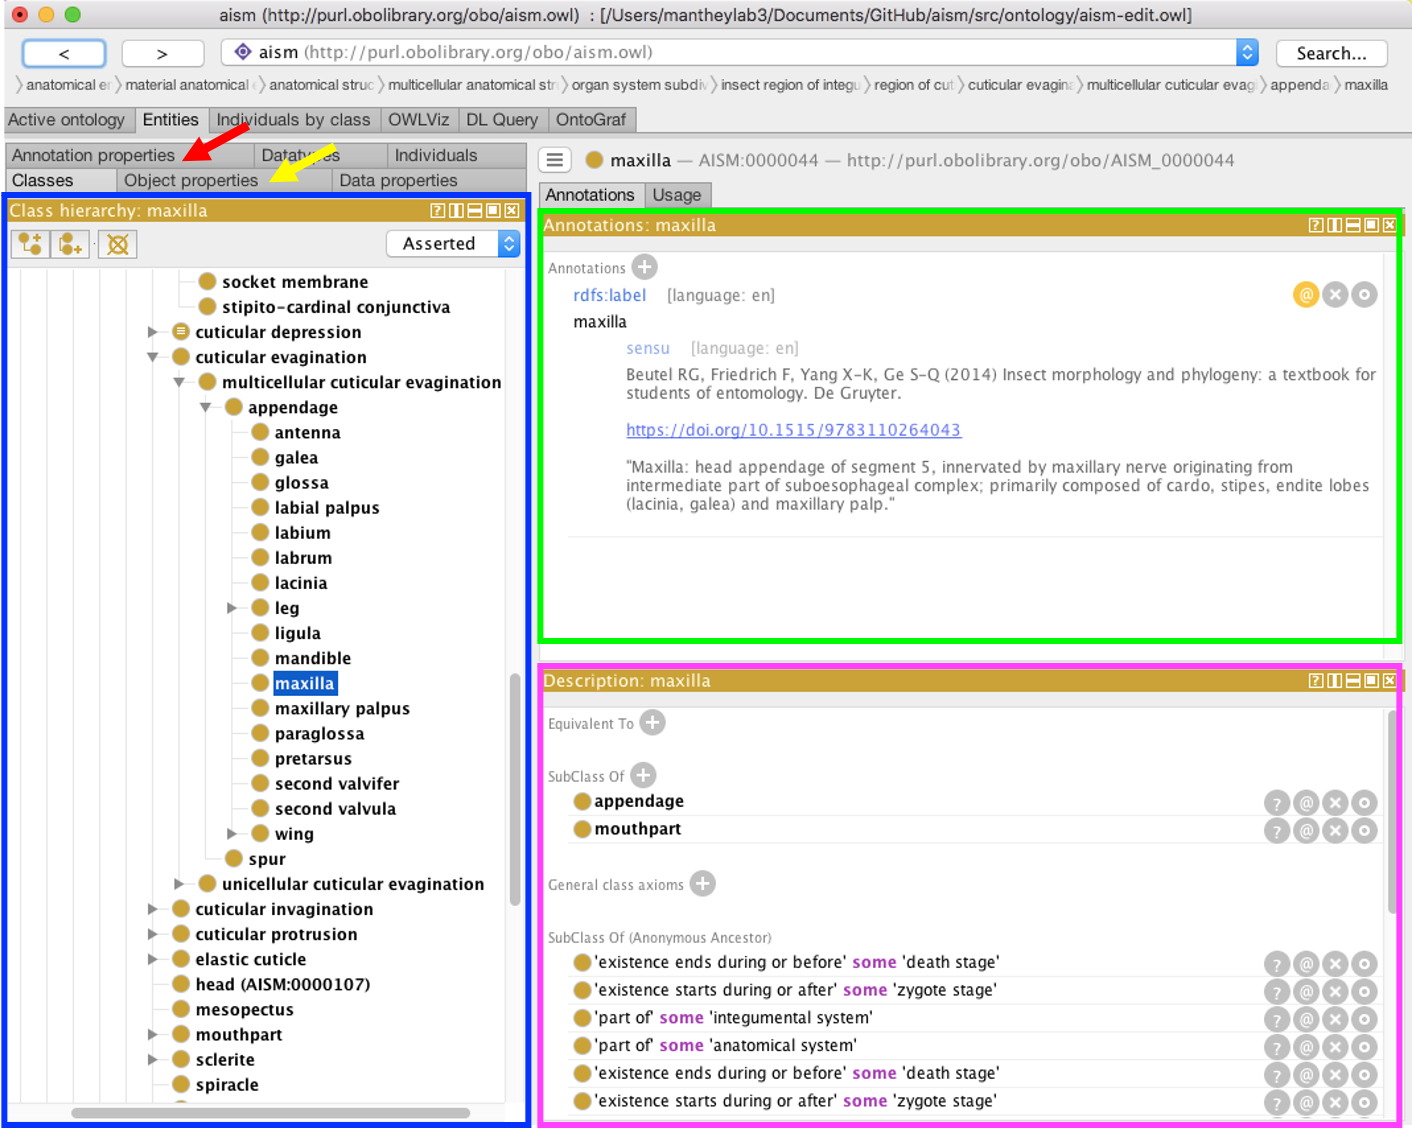 aism (http://purl.obolibrary.org/obo/aism.owl) : [/Users/mantheylab3/Documents/GitHub/aism/src/ontology/aism-edit.owl]
< > aism (http://purl.obolibrary.org/obo/aism.owl) Search...
anatomical er material anatomical anatomical struc multicellular anatomical str organ system subdiv insect region of integu region of cut cuticular evagina multicellular cuticular evag appenda maxilla
Active ontology Entities Individuals by class OWLViz DL Query OntoGraf
Annotation properties Datatypes Individuals
Classes Object properties Data properties
Class hierarchy: maxilla
Asserted
socket membrane
stipito-cardinal conjunctiva
cuticular depression
cuticular evagination
multicellular cuticular evagination
appendage
antenna
galea
glossa
labial palpus
labium
labrum
lacinia
leg
ligula
mandible
maxilla
maxillary palpus
paraglossa
pretarsus
second valvifer
second valvula
wing
spur
unicellular cuticular evagination
cuticular invagination
cuticular protrusion
elastic cuticle
head (AISM:0000107)
mesopectus
mouthpart
sclerite
spiracle
maxilla — AISM:0000044 — http://purl.obolibrary.org/obo/AISM_0000044
Annotations Usage
Annotations: maxilla
Annotations
rdfs:label [language: en]
maxilla
sensu [language: en]
Beutel RG, Friedrich F, Yang X-K, Ge S-Q (2014) Insect morphology and phylogeny: a textbook for
students of entomology. De Gruyter.
https://doi.org/10.1515/9783110264043
"Maxilla: head appendage of segment 5, innervated by maxillary nerve originating from
intermediate part of suboesophageal complex; primarily composed of cardo, stipes, endite lobes
(lacinia, galea) and maxillary palp."
Description: maxilla
Equivalent To
SubClass Of
appendage
mouthpart
General class axioms
SubClass Of (Anonymous Ancestor)
'existence ends during or before' some 'death stage'
'existence starts during or after' some 'zygote stage'
'part of' some 'integumental system'
'part of' some 'anatomical system'
'existence ends during or before' some 'death stage'
'existence starts during or after' some 'zygote stage'